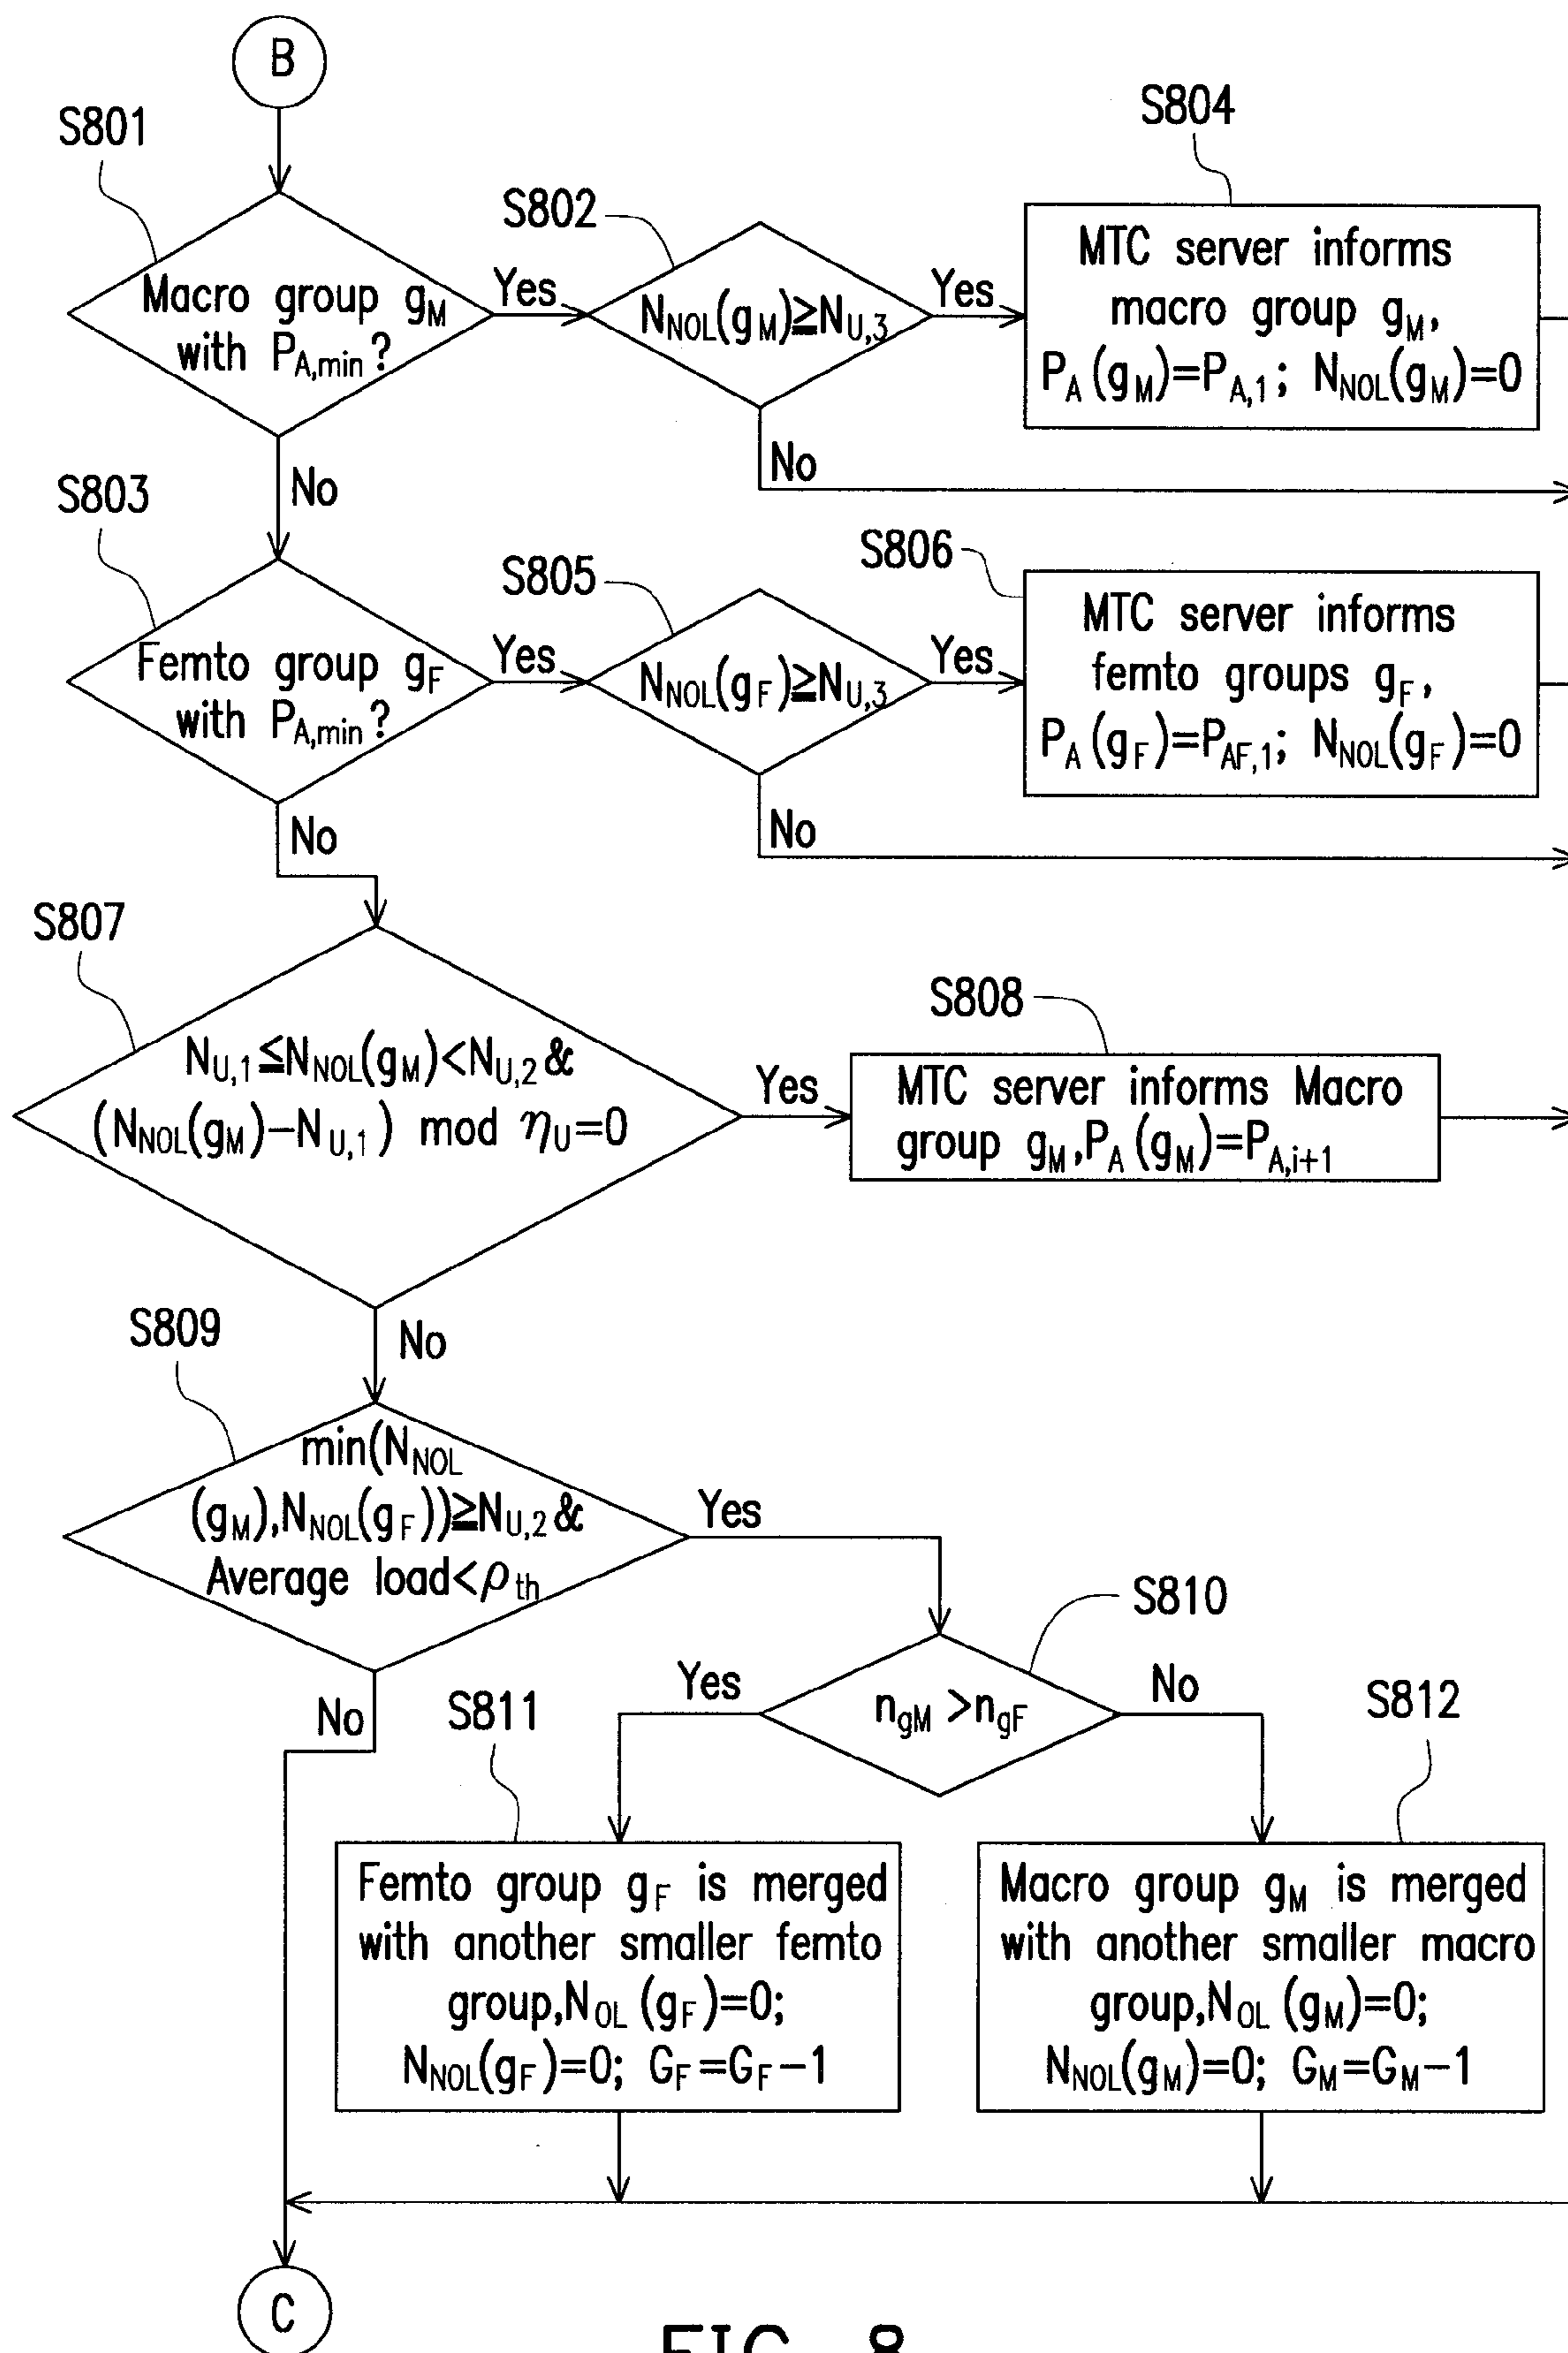 B
S801
Macro group gM
with PA,min?
Yes
S802
NNOL(gM)≧NU,3
Yes
S804
MTC server informs
macro group gM,
PA(gM)=PA,1; NNOL(gM)=0
No
No
S803
Femto group gF
with PA,min?
Yes
S805
NNOL(gF)≧NU,3
Yes
S806
MTC server informs
femto groups gF,
PA(gF)=PAF,1; NNOL(gF)=0
No
No
S807
NU,1≦NNOL(gM)<NU,2&
(NNOL(gM)−NU,1) mod ηU=0
Yes
S808
MTC server informs Macro
group gM,PA(gM)=PA,i+1
No
S809
min(NNOL
(gM),NNOL(gF))≧NU,2&
Average load<ρth
Yes
No
S810
ngM >ngF
Yes
No
S811
Femto group gF is merged
with another smaller femto
group,NOL (gF)=0;
NNOL(gF)=0; GF=GF−1
S812
Macro group gM is merged
with another smaller macro
group,NOL (gM)=0;
NNOL(gM)=0; GM=GM−1
C
FIG. 8